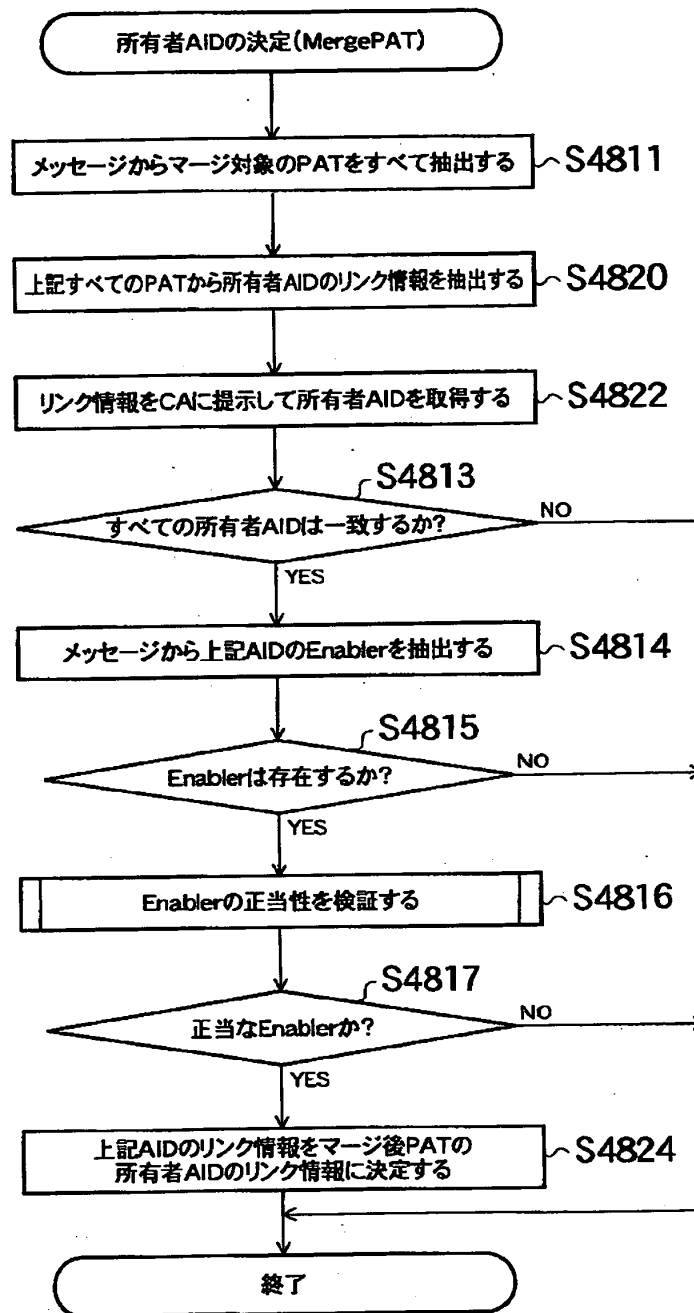 所有者AIDの決定(MergePAT)
メッセージからマージ対象のPATをすべて抽出する
S4811
上記すべてのPATから所有者AIDのリンク情報を抽出する
S4820
リンク情報をCAに提示して所有者AIDを取得する
S4822
S4813
すべての所有者AIDは一致するか?
NO
YES
メッセージから上記AIDのEnablerを抽出する
S4814
S4815
Enablerは存在するか?
NO
YES
Enablerの正当性を検証する
S4816
S4817
正当なEnablerか?
NO
YES
上記AIDのリンク情報をマージ後PATの
所有者AIDのリンク情報に決定する
S4824
終了